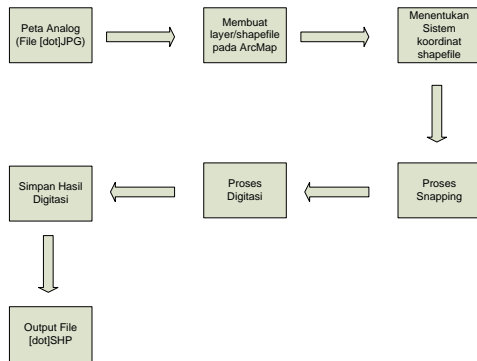 Peta Analog
(File [dot]JPG)
Membuat
layer/shapefile
pada ArcMap
Menentukan
Sistem
koordinat
shapefile
Proses
Snapping
Proses
Digitasi
Simpan Hasil
Digitasi
Output File
[dot]SHP